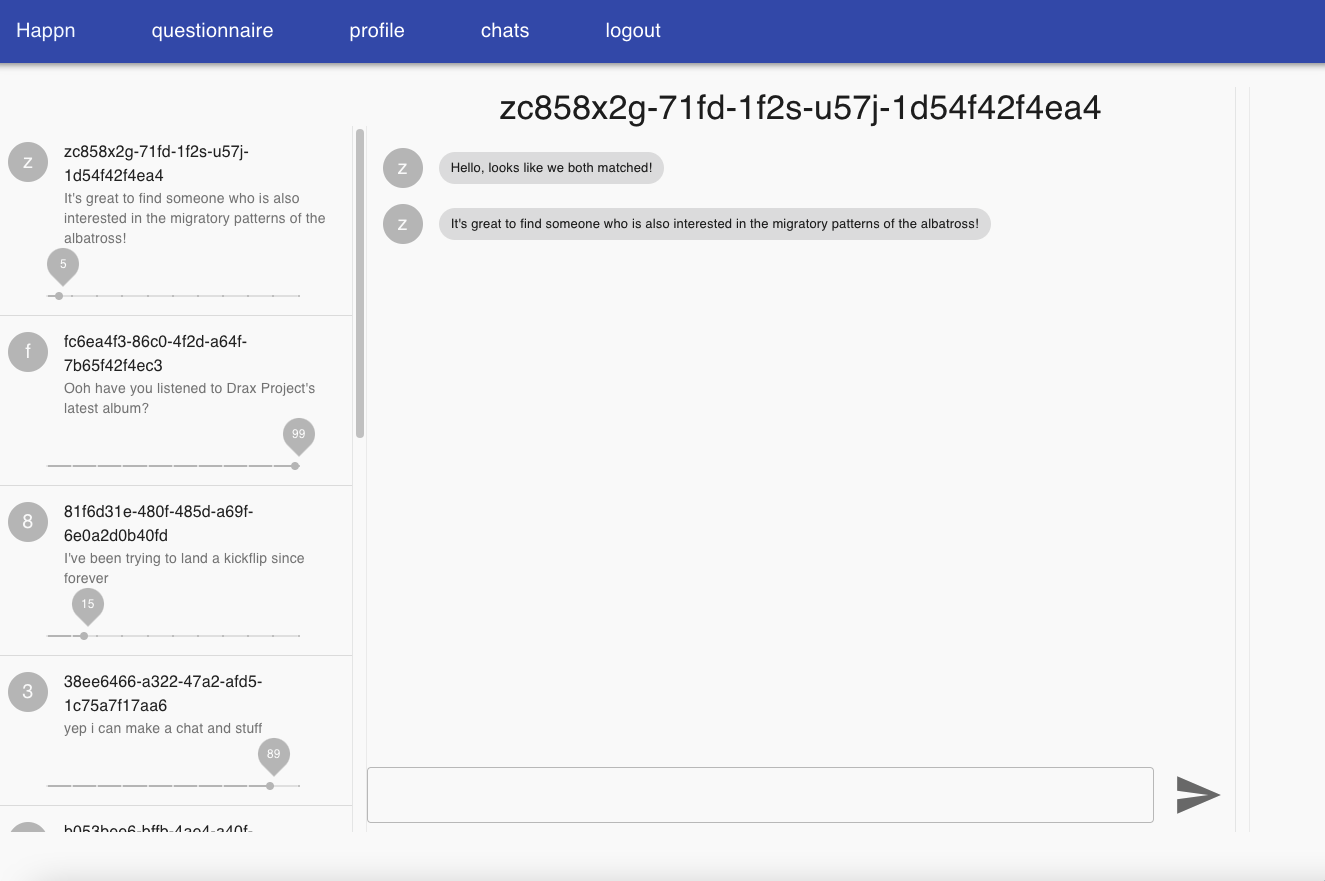 Happn questionnaire profile chats logout
zc858x2g-71fd-1f2s-u57j-1d54f42f4ea4
z
zc858x2g-71fd-1f2s-u57j-
1d54f42f4ea4
It's great to find someone who is also
interested in the migratory patterns of the
albatross!
5
f
fc6ea4f3-86c0-4f2d-a64f-
7b65f42f4ec3
Ooh have you listened to Drax Project's
latest album?
99
8
81f6d31e-480f-485d-a69f-
6e0a2d0b40fd
I've been trying to land a kickflip since
forever
15
3
38ee6466-a322-47a2-afd5-
1c75a7f17aa6
yep i can make a chat and stuff
89
z
Hello, looks like we both matched!
z
It's great to find someone who is also interested in the migratory patterns of the albatross!